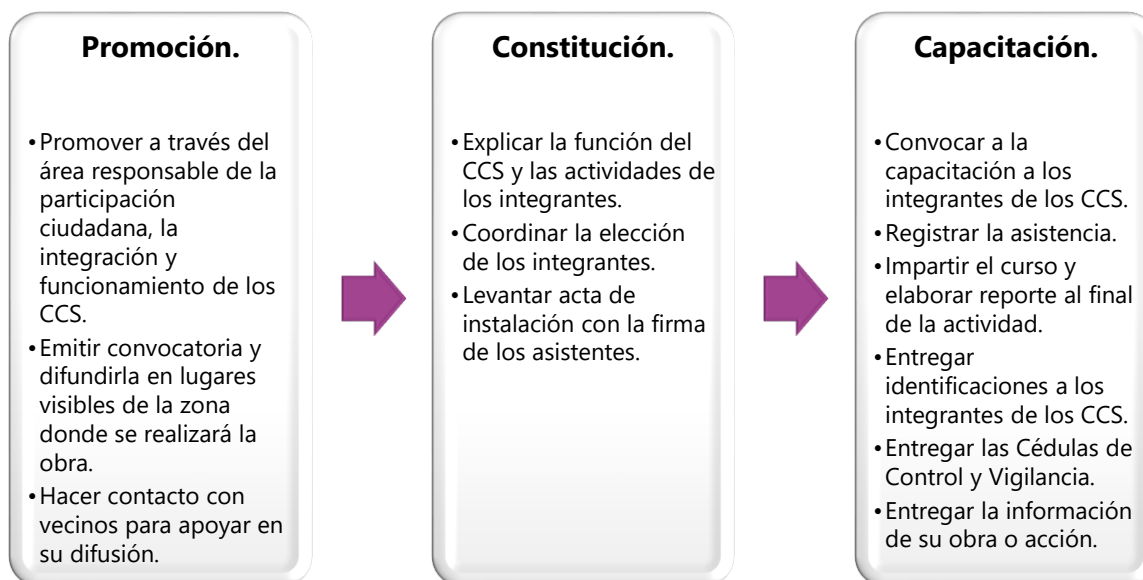 Promoción.
•Promover a través del
área responsable de la
participación
ciudadana, la
integración y
funcionamiento de los
CCS.
•Emitir convocatoria y
difundirla en lugares
visibles de la zona
donde se realizará la
obra.
•Hacer contacto con
vecinos para apoyar en
su difusión.
Constitución.
•Explicar la función del
CCS y las actividades de
los integrantes.
•Coordinar la elección
de los integrantes.
•Levantar acta de
instalación con la firma
de los asistentes.
Capacitación.
•Convocar a la
capacitación a los
integrantes de los CCS.
•Registrar la asistencia.
•Impartir el curso y
elaborar reporte al final
de la actividad.
•Entregar
identificaciones a los
integrantes de los CCS.
•Entregar las Cédulas de
Control y Vigilancia.
•Entregar la información
de su obra o acción.